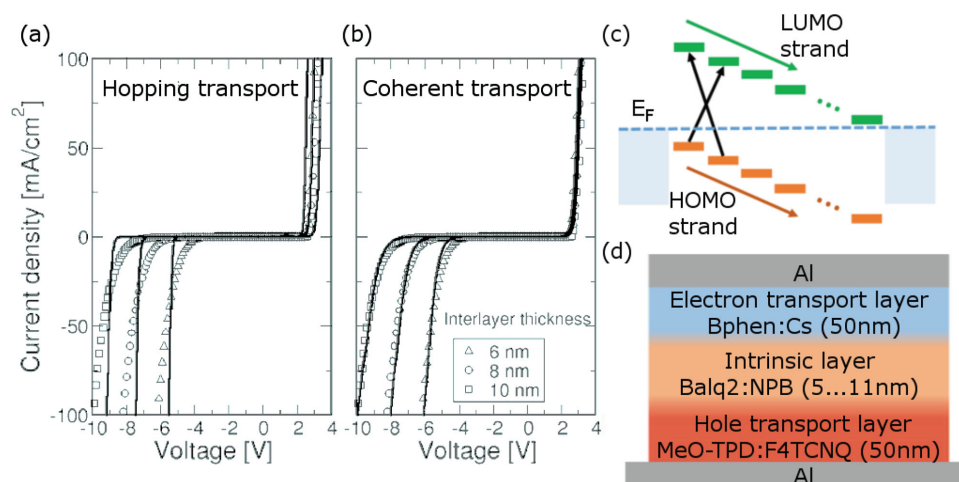 (a)
100
50
0
-50
-100
Current density [mA/cm²]
Hopping transport
-10 -8 -6 -4 -2 0 2 4
Voltage [V]
(b)
Coherent transport
Interlayer thickness
6 nm
8 nm
10 nm
-10 -8 -6 -4 -2 0 2 4
Voltage [V]
(c)
LUMO
strand
E_F
HOMO
strand
(d)
Al
Electron transport layer
Bphen:Cs (50nm)
Intrinsic layer
Balq2:NPB (5...11nm)
Hole transport layer
MeO-TPD:F4TCNQ (50nm)
Al